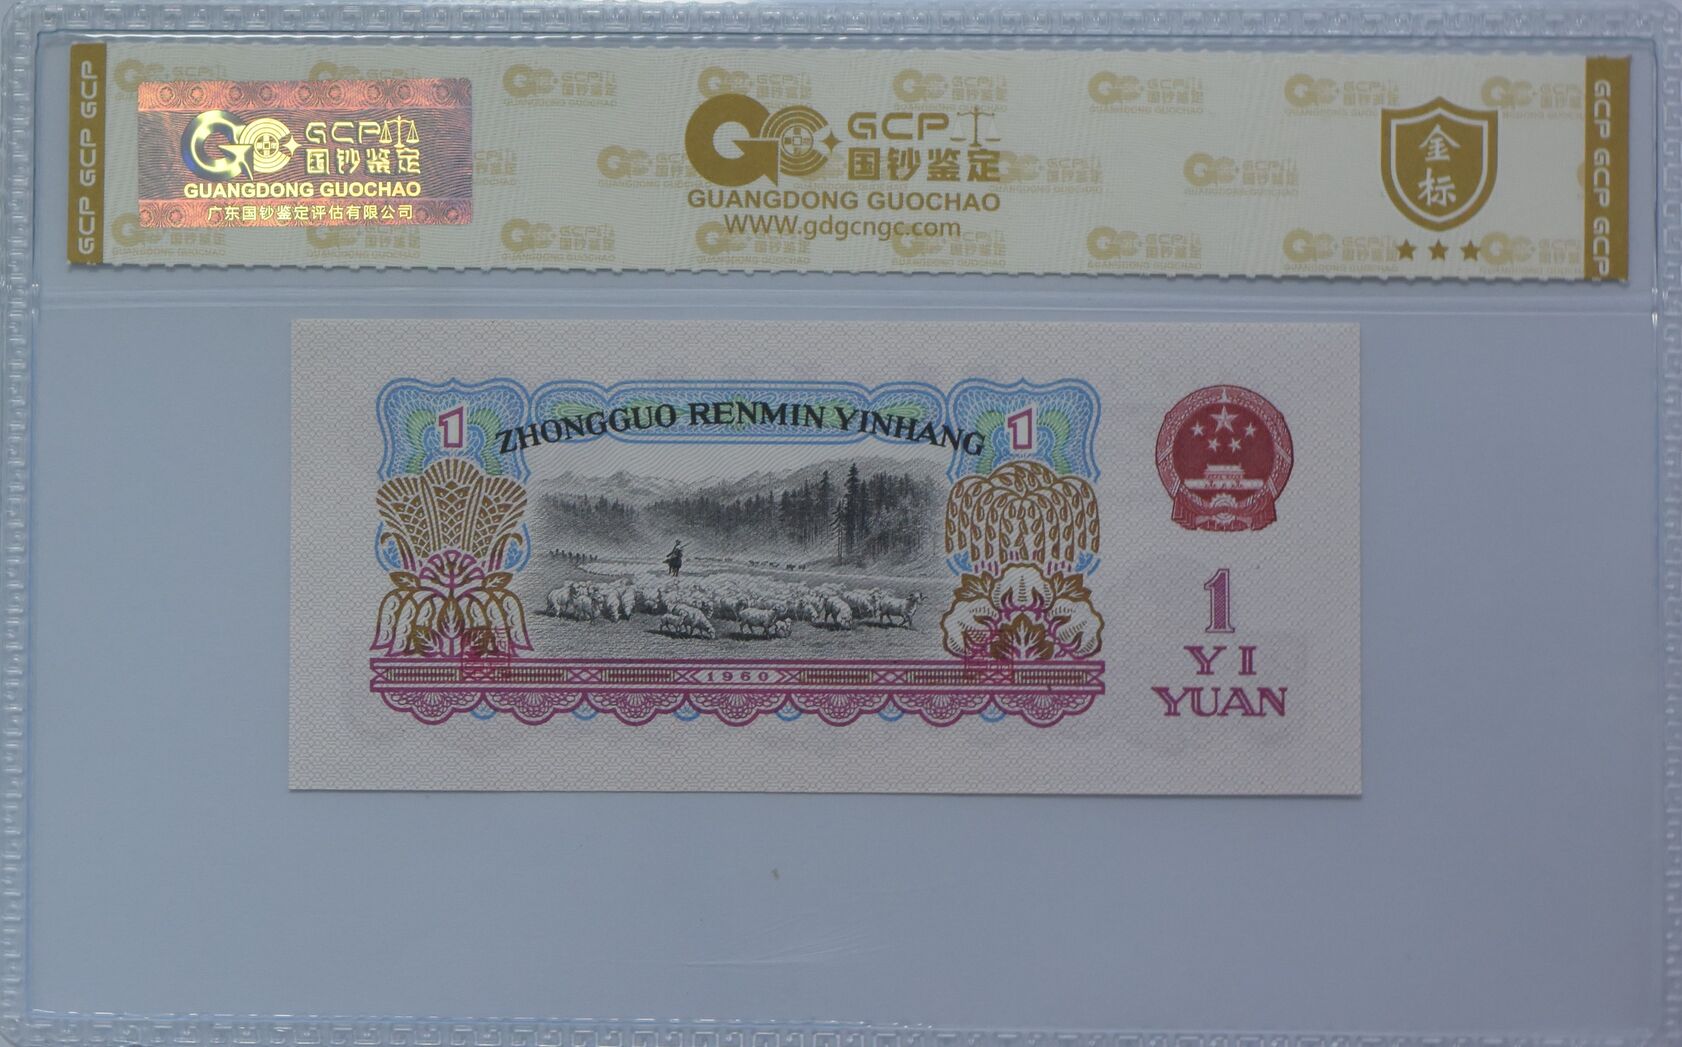 GCP GCP GCP
GCP
国钞鉴定
GUANGDONG GUOCHAO
广东国钞鉴定评估有限公司
GCP
国钞鉴定
GUANGDONG GUOCHAO
WWW.gdgcngc.com
金标
GCP GCP GCP
ZHONGGUO RENMIN YINHANG
1
1
1960
1
YI
YUAN